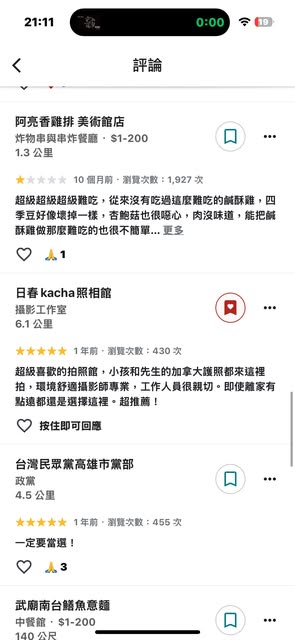 21:11
0:00
19
評論
阿亮香雞排 美術館店
炸物串與串炸餐廳 · $1-200
1.3 公里
10 個月前 · 瀏覽次數：1,927 次
超級超級超級難吃，從來沒有吃過這麼難吃的鹹酥雞，四
季豆好像壞掉一樣，杏鮑菇也很噁心，肉沒味道，能把鹹
酥雞做那麼難吃的也很不簡單... 更多
🙏 1
日春kacha照相館
攝影工作室
6.1 公里
1 年前 · 瀏覽次數：430 次
超級喜歡的拍照館，小孩和先生的加拿大護照都來這裡
拍，環境舒適攝影師專業，工作人員很親切。即使離家有
點遠都還是選擇這裡。超推薦！
按住即可回應
台灣民眾黨高雄市黨部
政黨
4.5 公里
1 年前 · 瀏覽次數：455 次
一定要當選！
🙏 3
武廟南台鱔魚意麵
中餐館 · $1-200
140 公尺